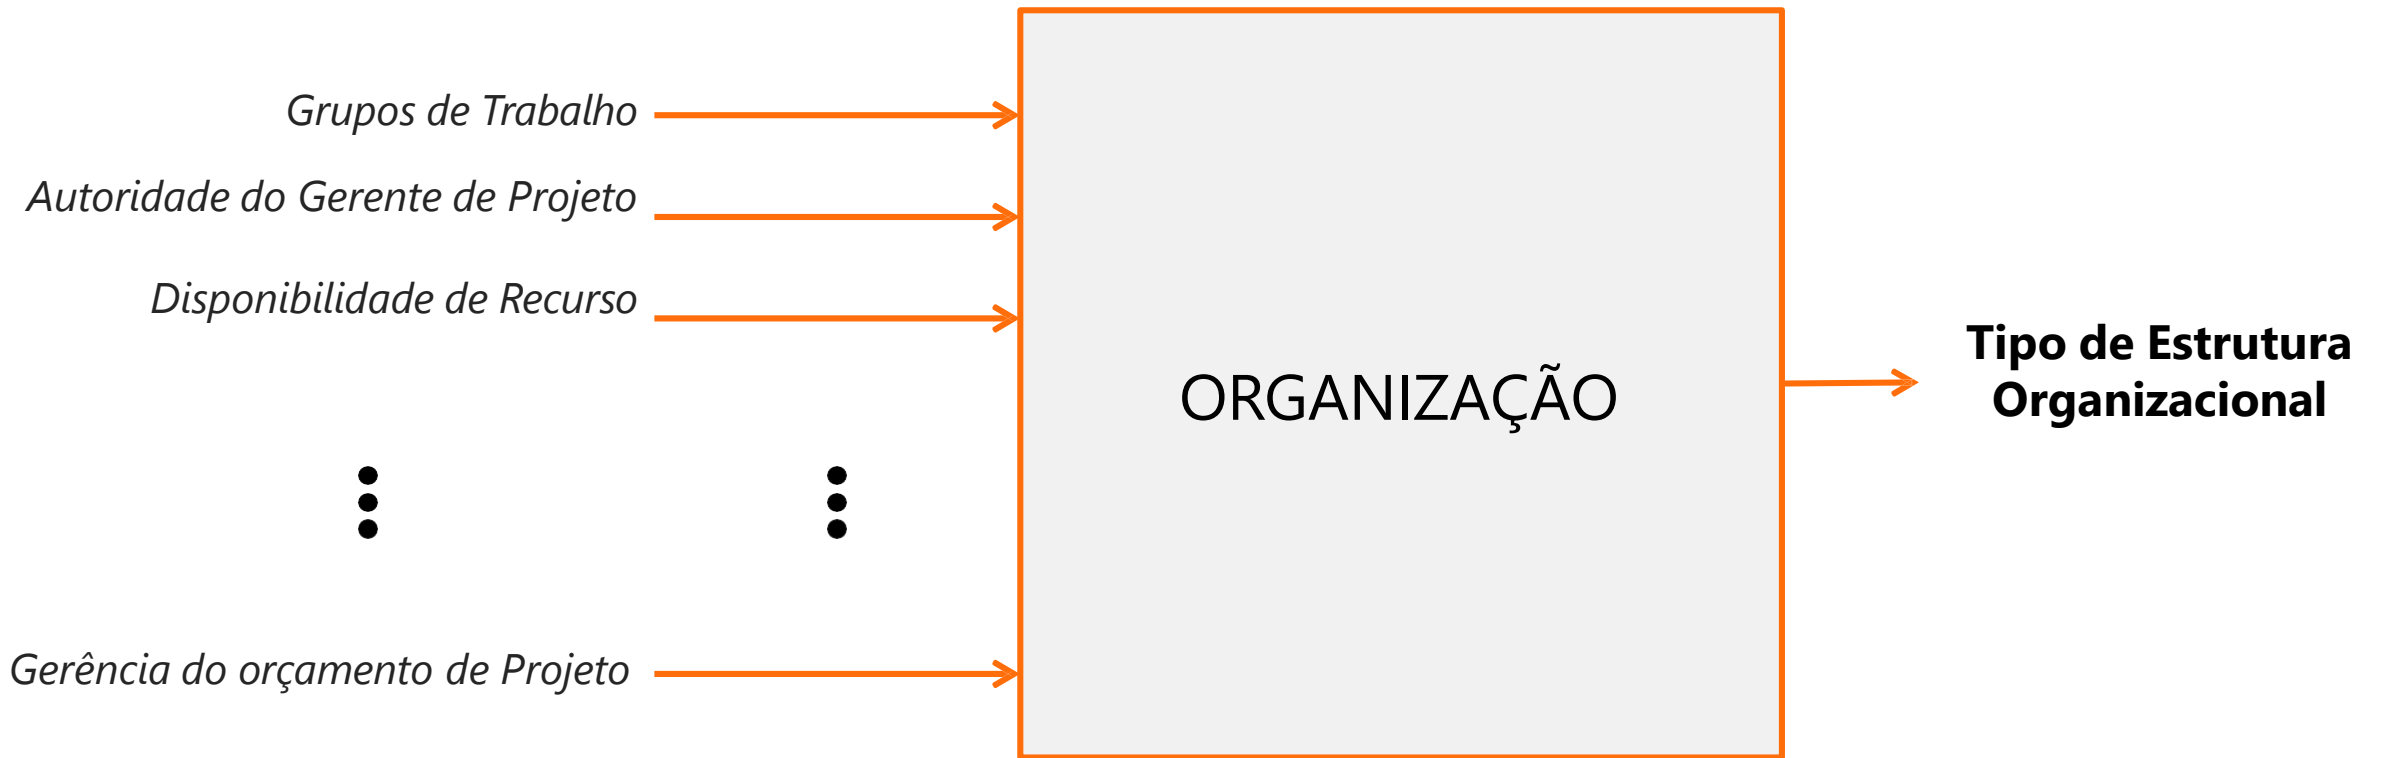 Grupos de Trabalho
Autoridade do Gerente de Projeto
Disponibilidade de Recurso
Gerência do orçamento de Projeto
ORGANIZAÇÃO
Tipo de Estrutura
Organizacional